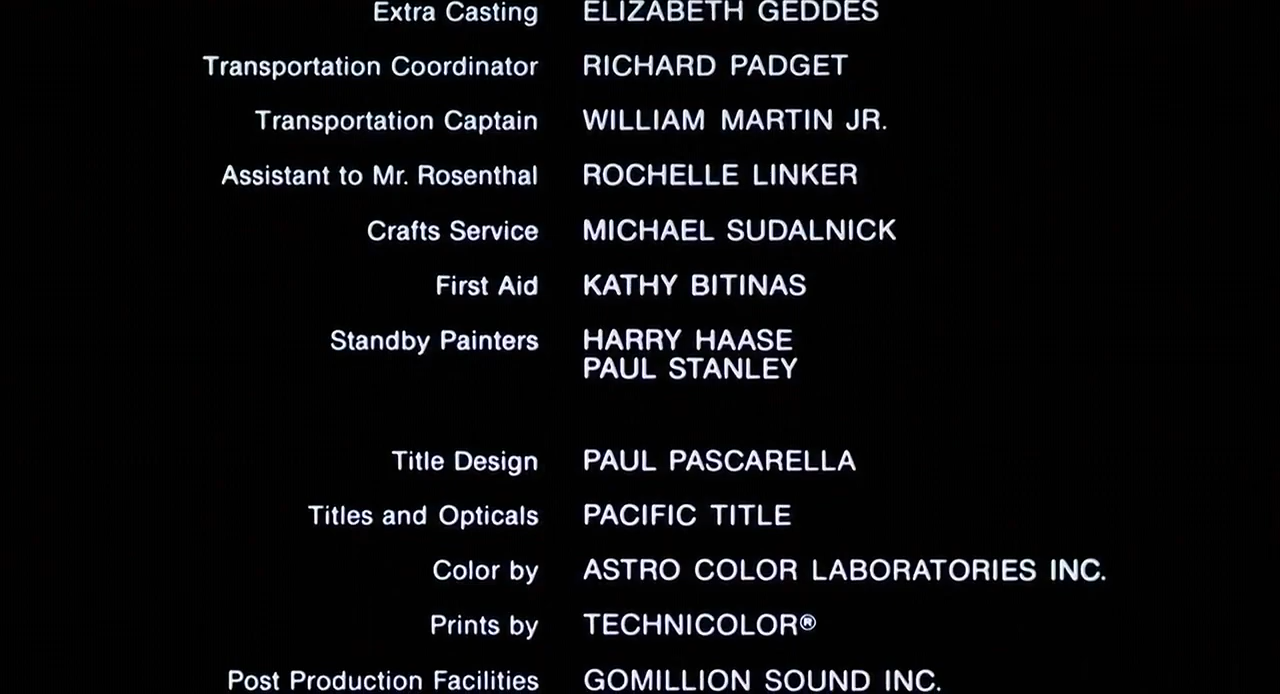 Extra Casting ELIZABETH GEDDES
Transportation Coordinator RICHARD PADGET
Transportation Captain WILLIAM MARTIN JR.
Assistant to Mr. Rosenthal ROCHELLE LINKER
Crafts Service MICHAEL SUDALNICK
First Aid KATHY BITINAS
Standby Painters HARRY HAASE
PAUL STANLEY
Title Design PAUL PASCARELLA
Titles and Opticals PACIFIC TITLE
Color by ASTRO COLOR LABORATORIES INC.
Prints by TECHNICOLOR®
Post Production Facilities GOMILLION SOUND INC.